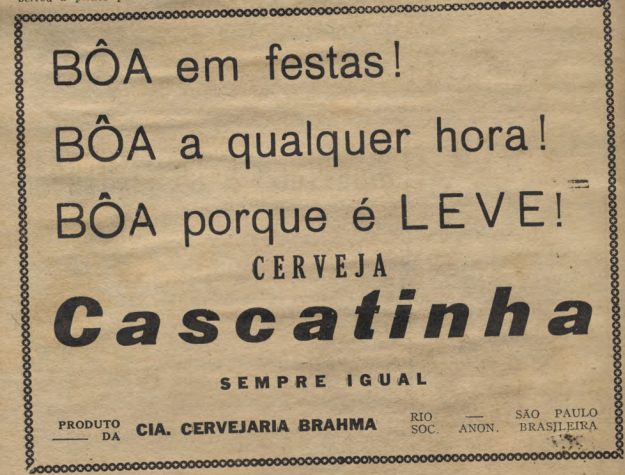 BÔA em festas!
BÔA a qualquer hora!
BÔA porque é LEVE!
CERVEJA
Cascatinha
SEMPRE IGUAL
PRODUTO DA CIA. CERVEJARIA BRAHMA
RIO — SÃO PAULO
SOC. ANON. BRASILEIRA